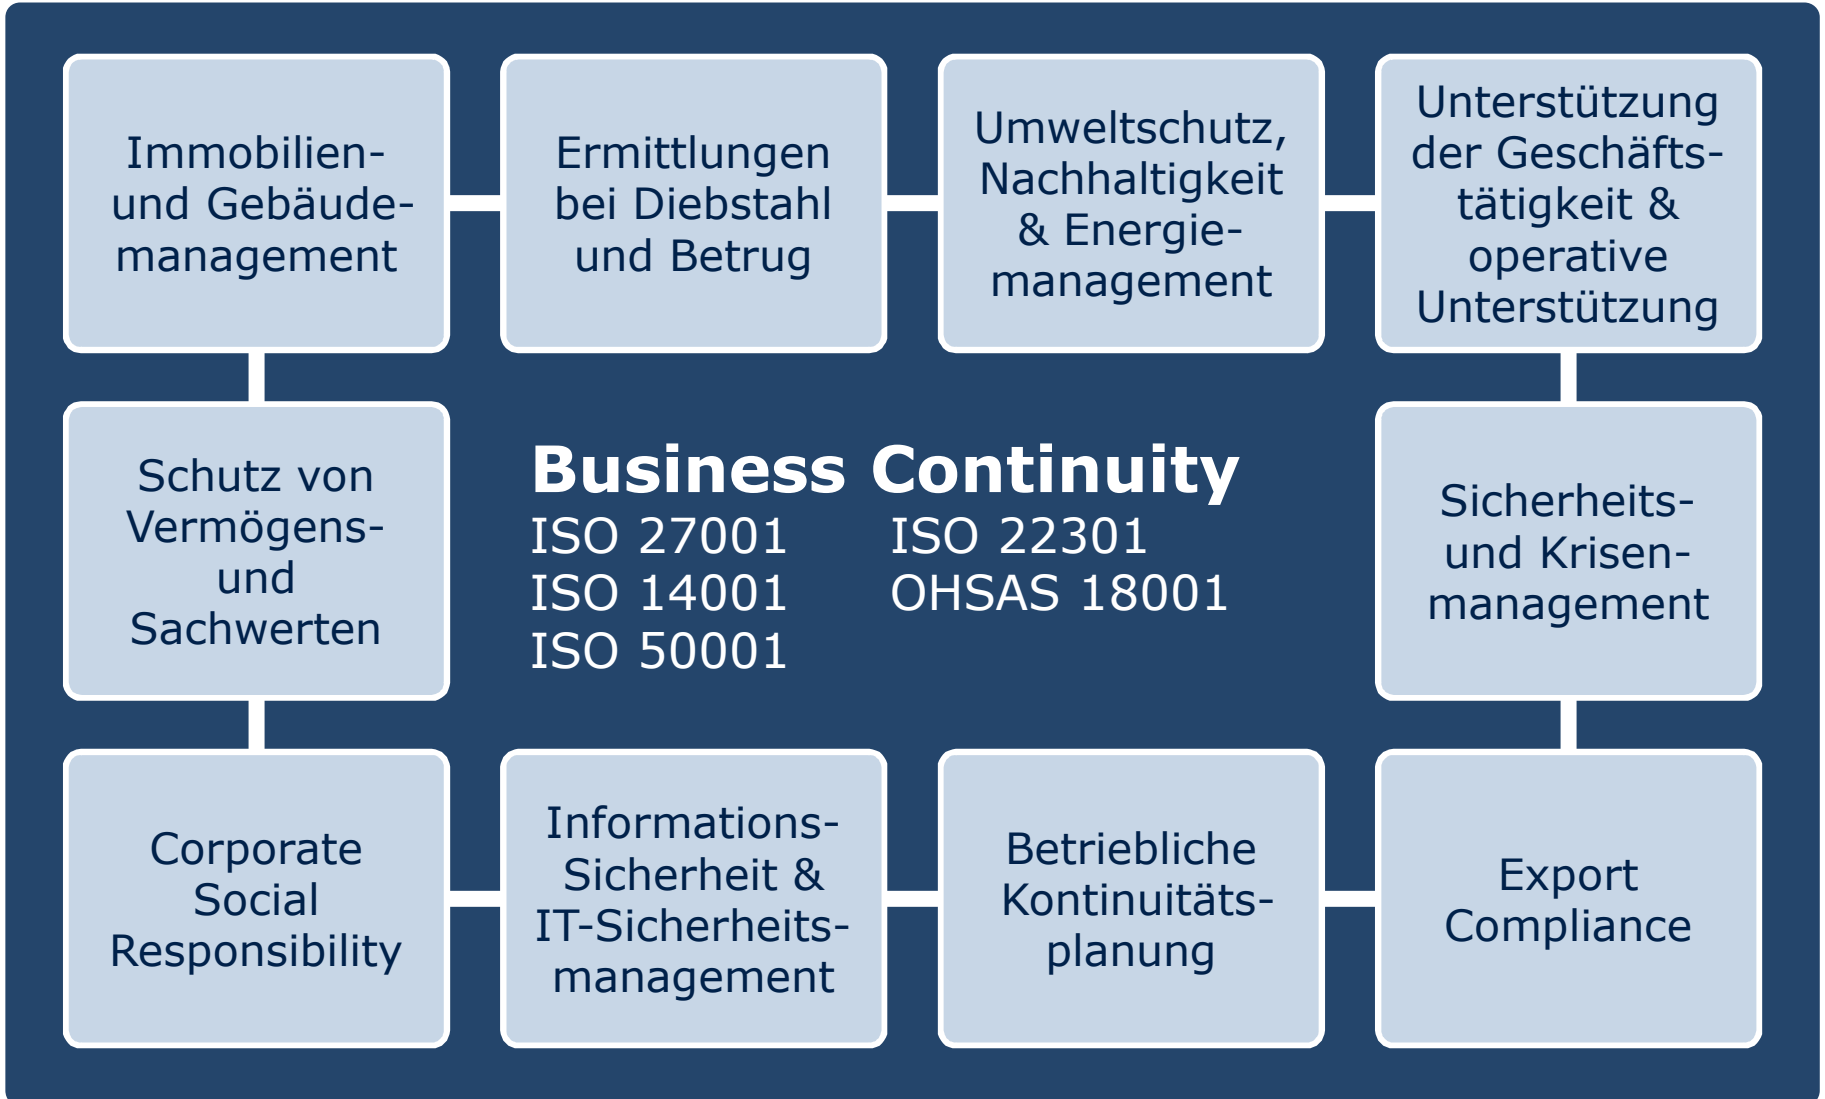 Immobilien-
und Gebäude-
management
Ermittlungen
bei Diebstahl
und Betrug
Umweltschutz,
Nachhaltigkeit
& Energie-
management
Unterstützung
der Geschäfts-
tätigkeit &
operative
Unterstützung
Schutz von
Vermögens-
und
Sachwerten
Business Continuity
ISO 27001 ISO 22301
ISO 14001 OHSAS 18001
ISO 50001
Sicherheits-
und Krisen-
management
Corporate
Social
Responsibility
Informations-
Sicherheit &
IT-Sicherheits-
management
Betriebliche
Kontinuitäts-
planung
Export
Compliance